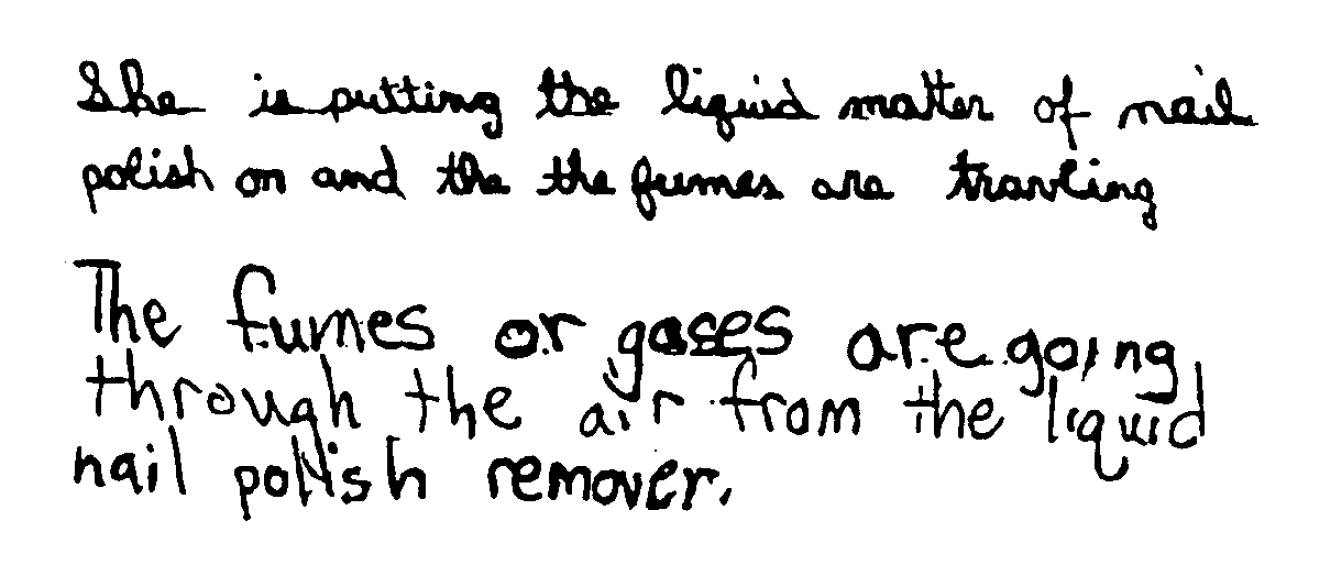 She is putting the liquid matter of nail
polish on and the the fumes are travling
The fumes or gases are going
through the air from the liquid
nail polish remover.